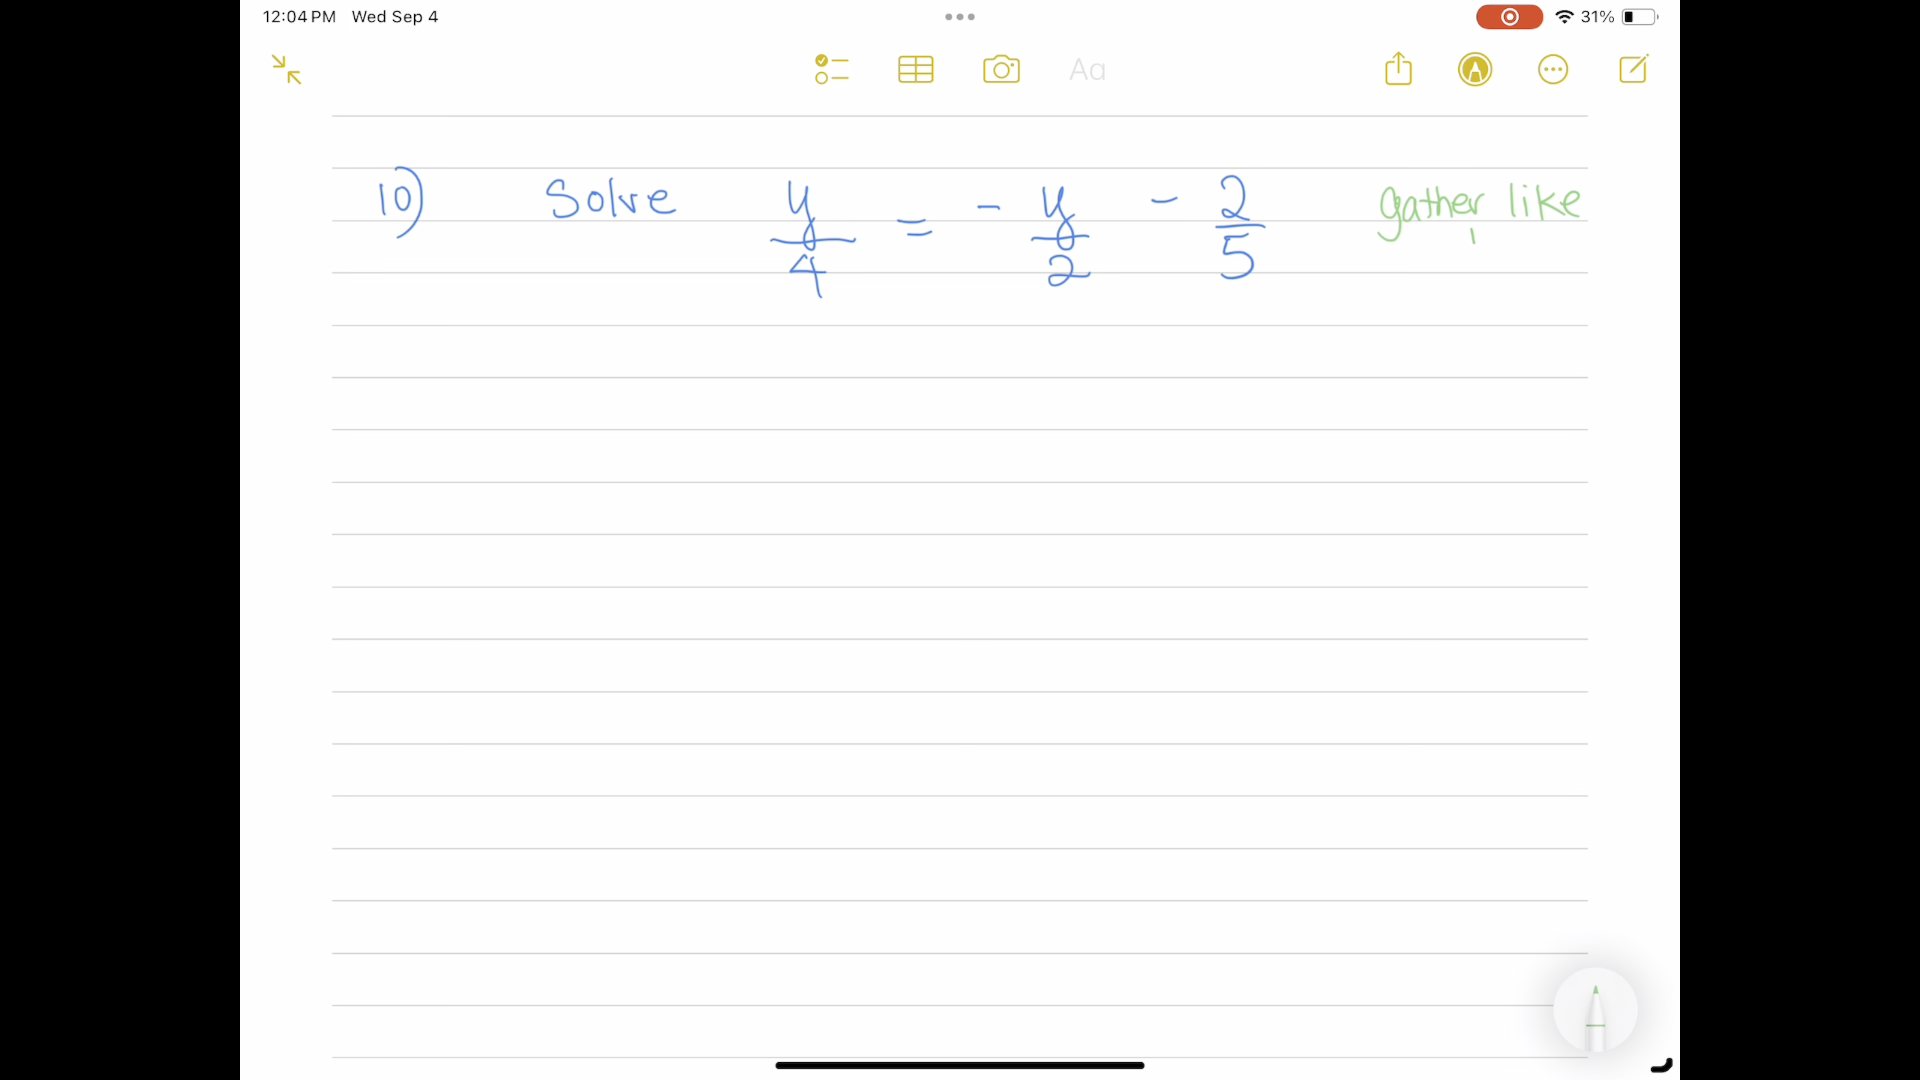 12:04 PM Wed Sep 4
31%
Aa
10) Solve y/4 = - y/2 - 2/5 gather like